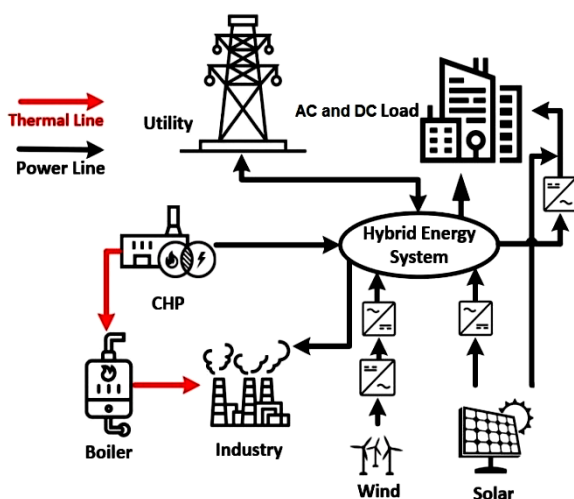 Thermal Line
Power Line
Utility
AC and DC Load
Hybrid Energy
System
CHP
Boiler
Industry
Wind
Solar